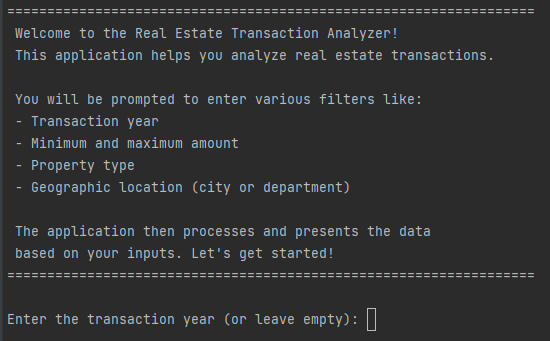 ==================================================================
Welcome to the Real Estate Transaction Analyzer!
This application helps you analyze real estate transactions.
You will be prompted to enter various filters like:
- Transaction year
- Minimum and maximum amount
- Property type
- Geographic location (city or department)
The application then processes and presents the data
based on your inputs. Let's get started!
==================================================================
Enter the transaction year (or leave empty):